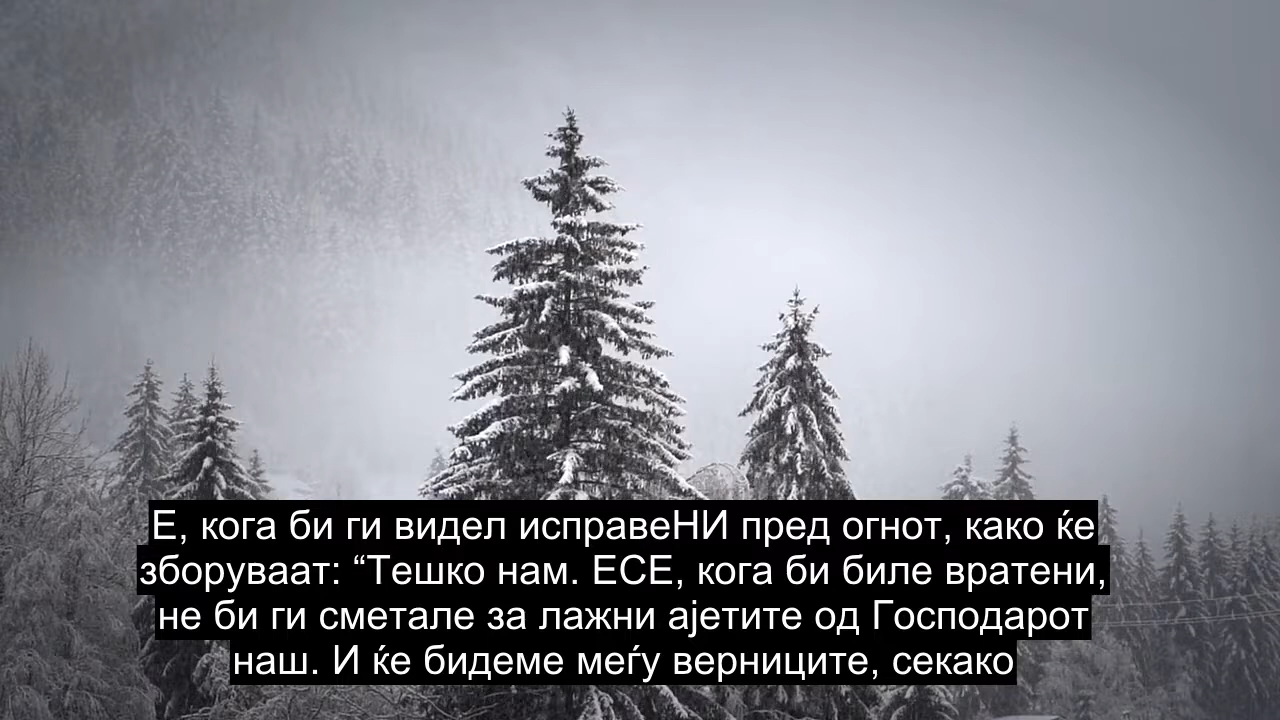 Е, кога би ги видел исправеНИ пред огнот, како ќе
зборуваат: “Тешко нам. ЕСЕ, кога би биле вратени,
не би ги сметале за лажни ајетите од Господарот
наш. И ќе бидеме меѓу верниците, секако